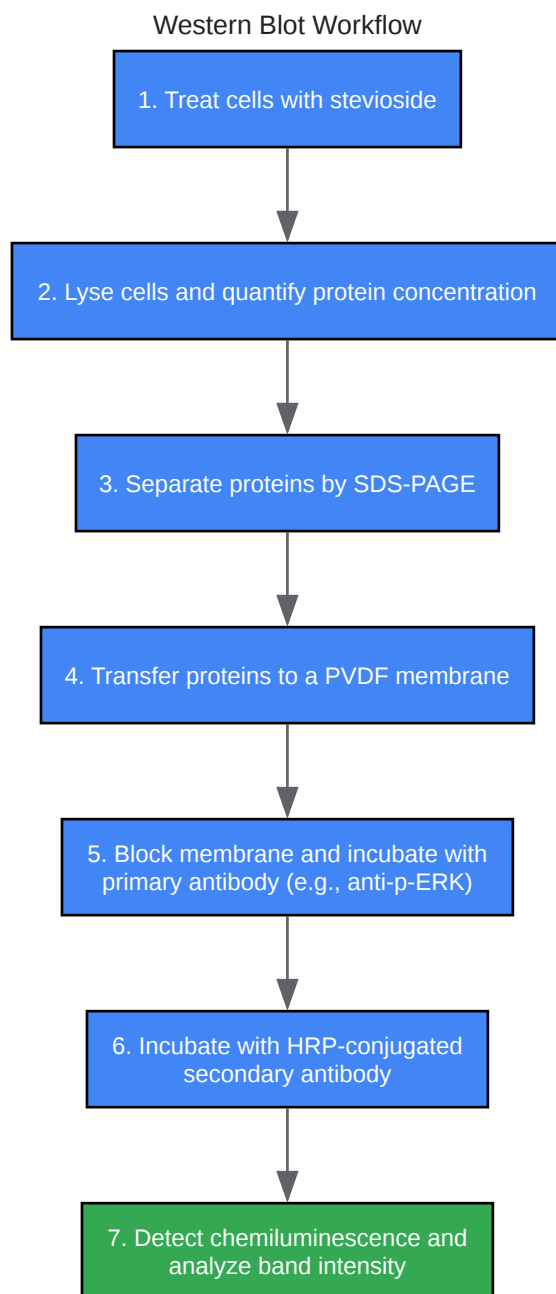 Western Blot Workflow
1. Treat cells with stevioside
2. Lyse cells and quantify protein concentration
3. Separate proteins by SDS-PAGE
4. Transfer proteins to a PVDF membrane
5. Block membrane and incubate with
primary antibody (e.g., anti-p-ERK)
6. Incubate with HRP-conjugated
secondary antibody
7. Detect chemiluminescence and
analyze band intensity